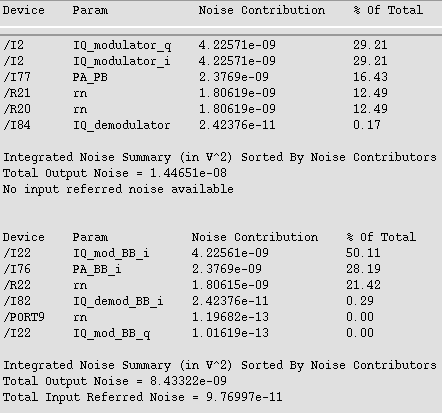 Device Param Noise Contribution % Of Total
/I2 IQ_modulator_q 4.22571e-09 29.21
/I2 IQ_modulator_i 4.22571e-09 29.21
/I77 PA_PB 2.3769e-09 16.43
/R21 rn 1.80619e-09 12.49
/R20 rn 1.80619e-09 12.49
/I84 IQ_demodulator 2.42376e-11 0.17
Integrated Noise Summary (in V^2) Sorted By Noise Contributors
Total Output Noise = 1.44651e-08
No input referred noise available
Device Param Noise Contribution % Of Total
/I22 IQ_mod_BB_i 4.22561e-09 50.11
/I76 PA_BB_i 2.3769e-09 28.19
/R22 rn 1.80615e-09 21.42
/I82 IQ_demod_BB_i 2.42376e-11 0.29
/PORT9 rn 1.19682e-13 0.00
/I22 IQ_mod_BB_q 1.01619e-13 0.00
Integrated Noise Summary (in V^2) Sorted By Noise Contributors
Total Output Noise = 8.43322e-09
Total Input Referred Noise = 9.76997e-11